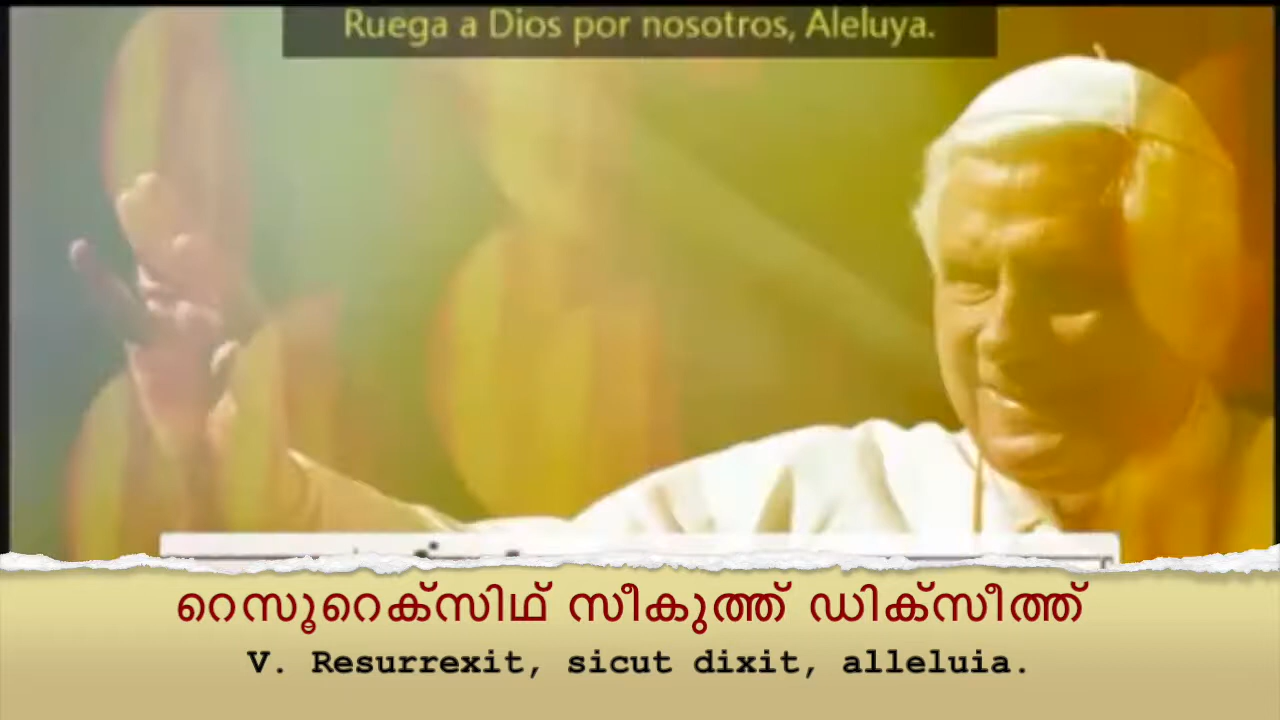 Ruega a Dios por nosotros, Aleluya.
റെസൂറെക്സിഥ് സീകുത്ത് ഡിക്സീത്ത്
V. Resurrexit, sicut dixit, alleluia.